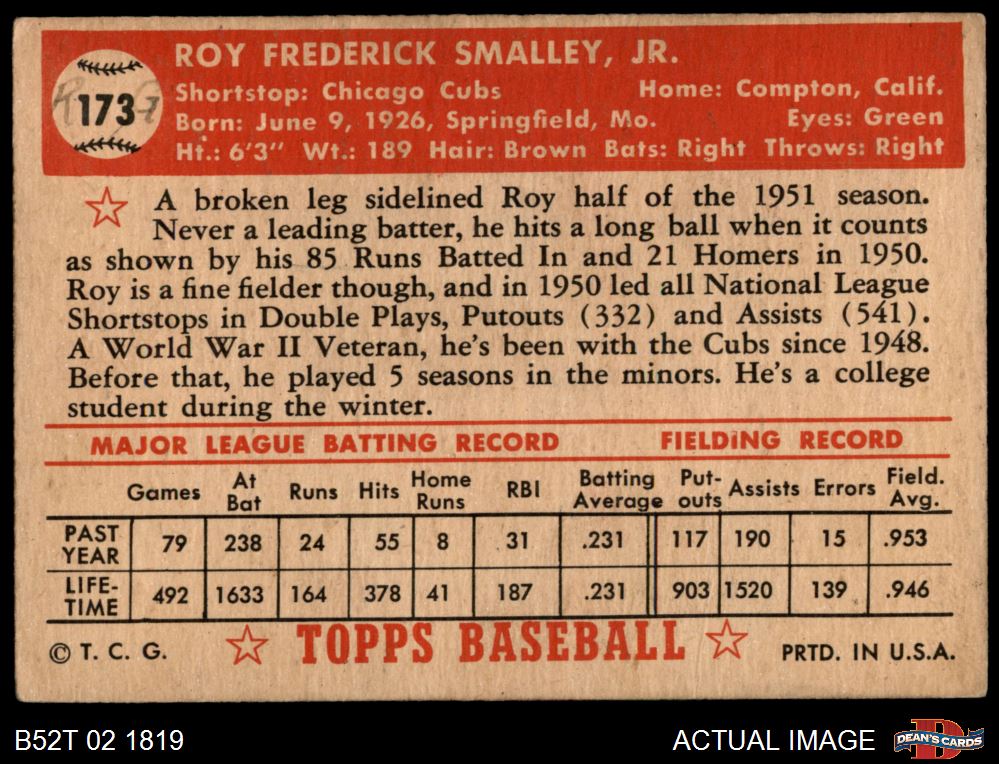 ROY FREDERICK SMALLEY, JR.
173
Shortstop: Chicago Cubs Home: Compton, Calif.
Born: June 9, 1926, Springfield, Mo. Eyes: Green
Ht.: 6'3" Wt.: 189 Hair: Brown Bats: Right Throws: Right
A broken leg sidelined Roy half of the 1951 season.
Never a leading batter, he hits a long ball when it counts
as shown by his 85 Runs Batted In and 21 Homers in 1950.
Roy is a fine fielder though, and in 1950 led all National League
Shortstops in Double Plays, Putouts (332) and Assists (541).
A World War II Veteran, he's been with the Cubs since 1948.
Before that, he played 5 seasons in the minors. He's a college
student during the winter.
MAJOR LEAGUE BATTING RECORD FIELDING RECORD
Games At Bat Runs Hits Home Runs RBI Batting Average Put-outs Assists Errors Field. Avg.
PAST YEAR 79 238 24 55 8 31 .231 117 190 15 .953
LIFE-TIME 492 1633 164 378 41 187 .231 903 1520 139 .946
© T. C. G. TOPPS BASEBALL PRTD. IN U.S.A.
B52T 02 1819 ACTUAL IMAGE DEAN'S CARDS